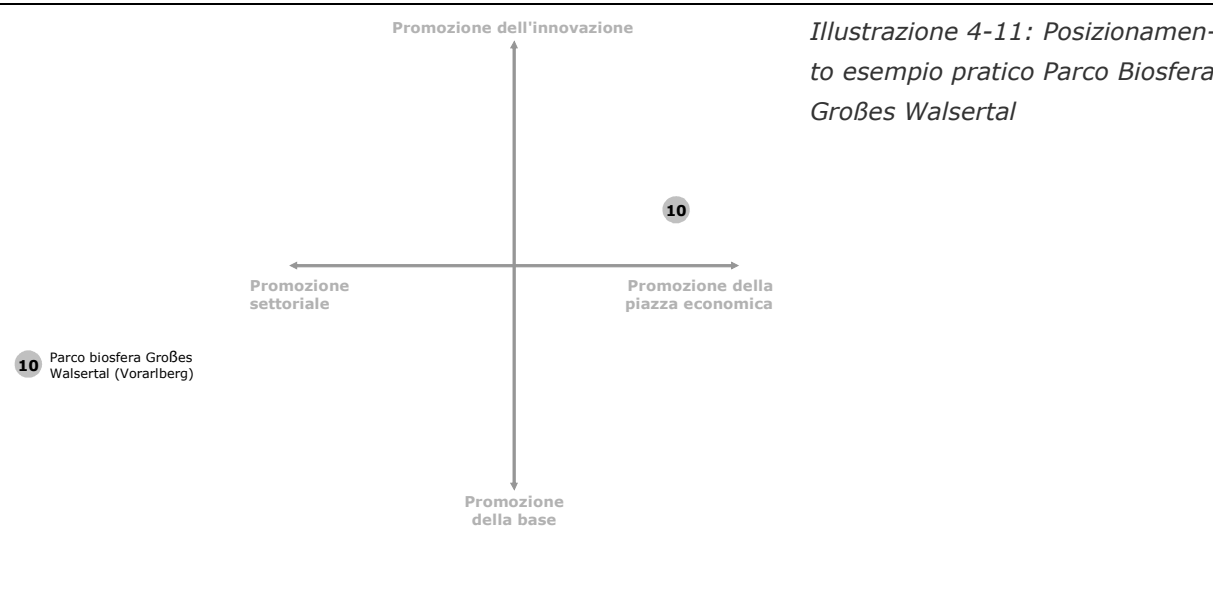 Promozione dell'innovazione
Illustrazione 4-11: Posizionamen-
to esempio pratico Parco Biosfera
Großes Walsertal
10
Promozione
settoriale
Promozione della
piazza economica
10 Parco biosfera Großes
Walsertal (Vorarlberg)
Promozione
della base